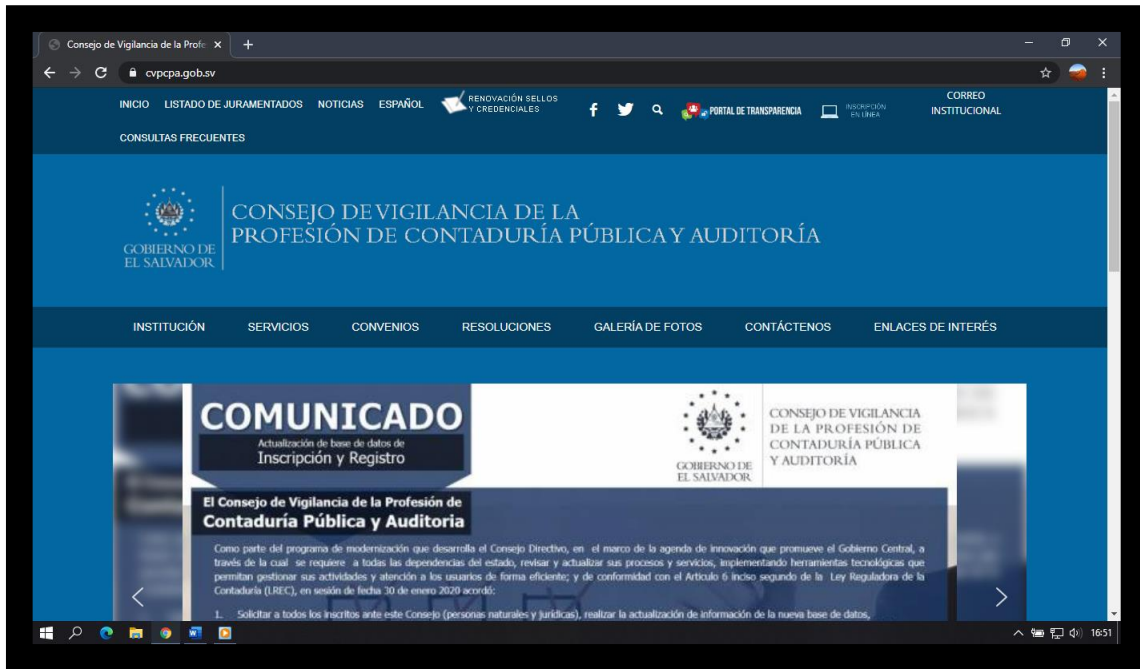 Consejo de Vigilancia de la Profe
cvpcpa.gob.sv
INICIO LISTADO DE JURAMENTADOS NOTICIAS ESPAÑOL RENOVACIÓN SELLOS Y CREDENCIALES PORTAL DE TRANSPARENCIA INSCRIPCIÓN EN LÍNEA CORREO INSTITUCIONAL
CONSULTAS FRECUENTES
GOBIERNO DE
EL SALVADOR
CONSEJO DE VIGILANCIA DE LA
PROFESIÓN DE CONTADURÍA PÚBLICA Y AUDITORÍA
INSTITUCIÓN SERVICIOS CONVENIOS RESOLUCIONES GALERÍA DE FOTOS CONTÁCTENOS ENLACES DE INTERÉS
COMUNICADO
Actualización de base de datos de
Inscripción y Registro
GOBIERNO DE
EL SALVADOR
CONSEJO DE VIGILANCIA
DE LA PROFESIÓN DE
CONTADURÍA PÚBLICA
Y AUDITORÍA
El Consejo de Vigilancia de la Profesión de
Contaduría Pública y Auditoria
Como parte del programa de modernización que desarrolla el Consejo Directivo, en el marco de la agenda de innovación que promueve el Gobierno Central, a
través de la cual se requiere a todas las dependencias del estado, revisar y actualizar sus procesos y servicios, implementando herramientas tecnológicas que
permitan gestionar sus actividades y atención a los usuarios de forma eficiente; y de conformidad con el Artículo 6 inciso segundo de la Ley Reguladora de la
Contaduría (LREC), en sesión de fecha 30 de enero 2020 acordó:
1. Solicitar a todos los inscritos ante este Consejo (personas naturales y jurídicas), realizar la actualización de información de la nueva base de datos,
16:51